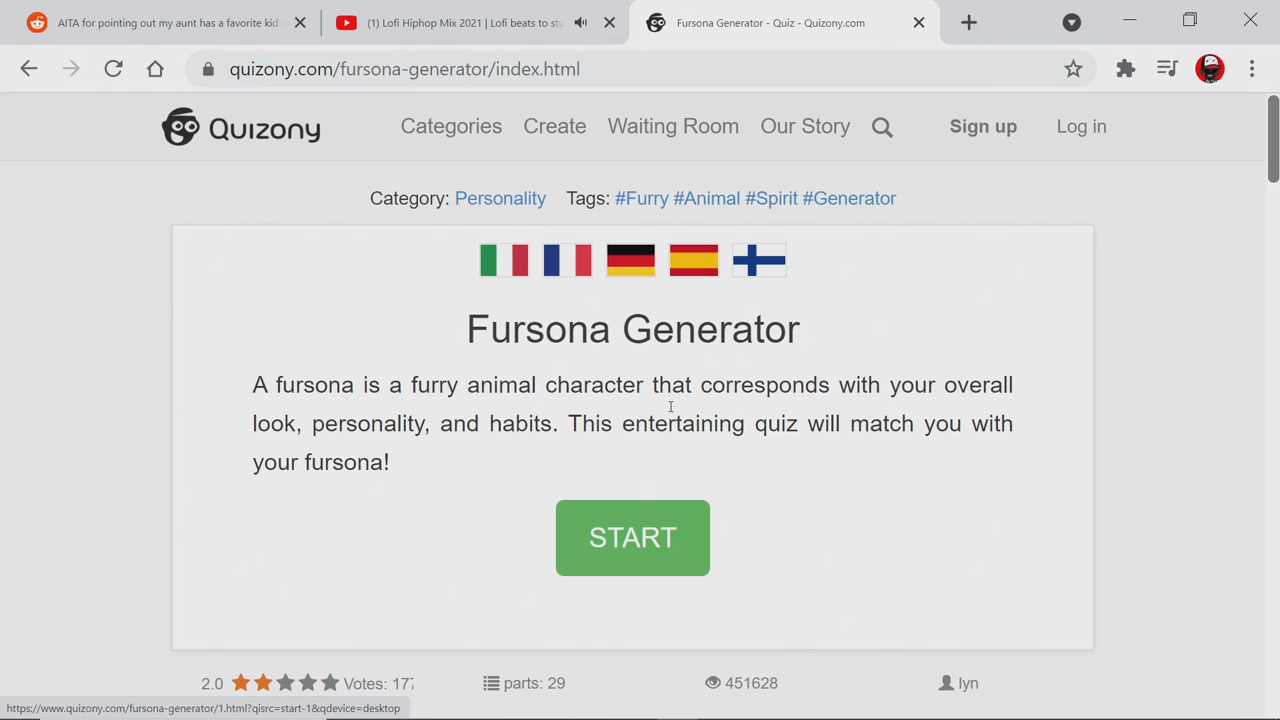 AITA for pointing out my aunt has a favorite kid
(1) Lofi Hiphop Mix 2021 | Lofi beats to stu
Fursona Generator - Quiz - Quizony.com
quizony.com/fursona-generator/index.html
Quizony Categories Create Waiting Room Our Story Sign up Log in
Category: Personality Tags: #Furry #Animal #Spirit #Generator
Fursona Generator
A fursona is a furry animal character that corresponds with your overall
look, personality, and habits. This entertaining quiz will match you with
your fursona!
START
2.0 Votes: 177 parts: 29 451628 lyn
https://www.quizony.com/fursona-generator/1.html?qisrc=start-1&qdevice=desktop